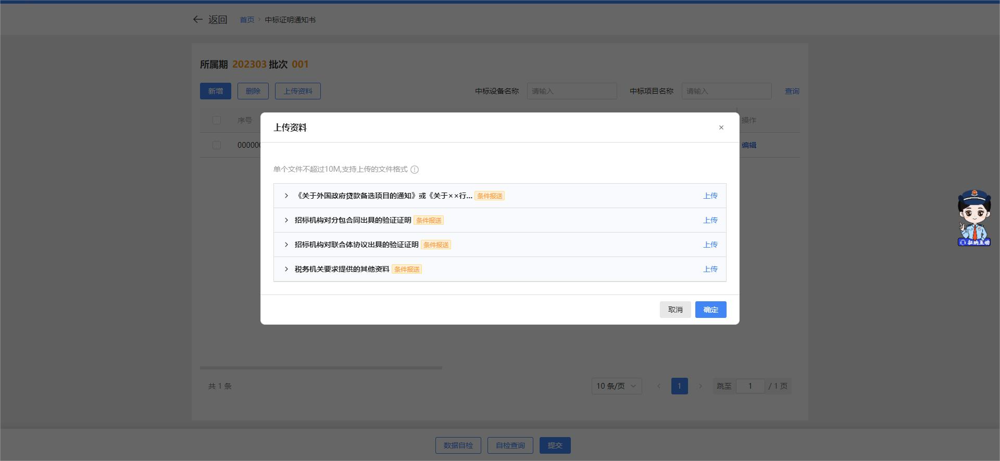 返回 首页 > 中标证明通知书
所属期 202303 批次 001
新增 删除 上传资料 中标设备名称 请输入 中标项目名称 请输入 查询
序号 操作
编辑
上传资料 ×
单个文件不超过10M,支持上传的文件格式
《关于外国政府贷款备选项目的通知》或《关于××行... 条件报送 上传
招标机构对分包合同出具的验证证明 条件报送 上传
招标机构对联合体协议出具的验证证明 条件报送 上传
税务机关要求提供的其他资料 条件报送 上传
取消 确定
征纳互动
共 1 条 10 条/页 < 1 > 跳至 1 / 1 页
数据自检 自检查询 提交